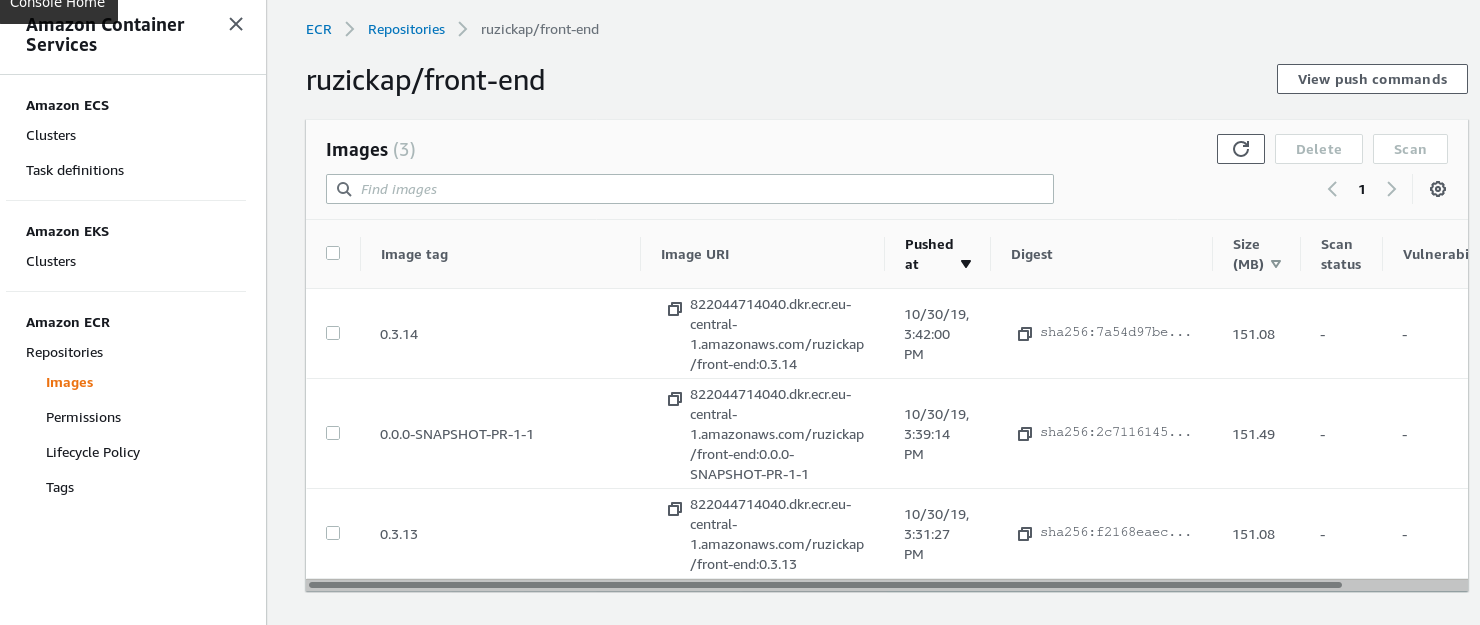 Console Home
Amazon Container
Services
Amazon ECS
Clusters
Task definitions
Amazon EKS
Clusters
Amazon ECR
Repositories
Images
Permissions
Lifecycle Policy
Tags
ECR
Repositories
ruzickap/front-end
ruzickap/front-end
View push commands
Images (3)
Delete
Scan
Find images
1
Image tag
Image URI
Pushed
at
Digest
Size
(MB)
Scan
status
Vulnerabi
0.3.14
822044714040.dkr.ecr.eu-
central-
1.amazonaws.com/ruzickap
/front-end:0.3.14
10/30/19,
3:42:00
PM
sha256:7a54d97be...
151.08
-
-
0.0.0-SNAPSHOT-PR-1-1
822044714040.dkr.ecr.eu-
central-
1.amazonaws.com/ruzickap
/front-end:0.0.0-
SNAPSHOT-PR-1-1
10/30/19,
3:39:14
PM
sha256:2c7116145...
151.49
-
-
0.3.13
822044714040.dkr.ecr.eu-
central-
1.amazonaws.com/ruzickap
/front-end:0.3.13
10/30/19,
3:31:27
PM
sha256:f2168eaec...
151.08
-
-